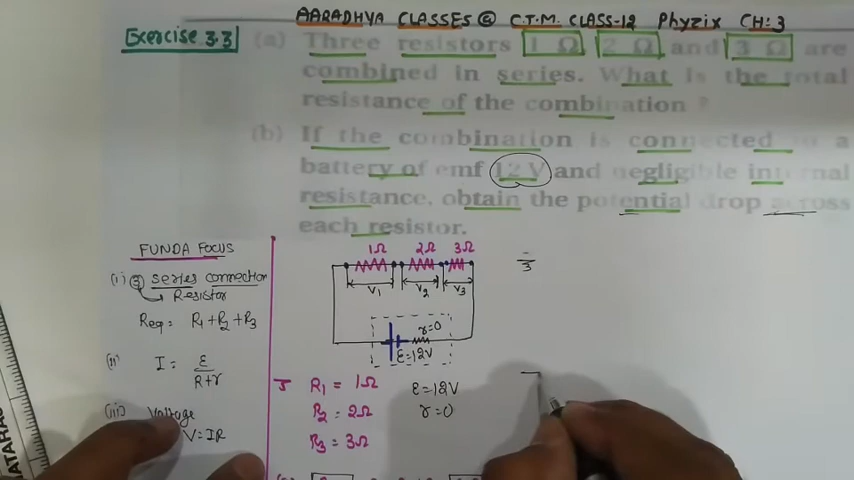 AARADHYA CLASSES @ C.T.M. CLASS-12 Phyzix CH:3
Exercise 3.3
(a) Three resistors 1 Ω 2 Ω and 3 Ω are
combined in series. What is the total
resistance of the combination ?
(b) If the combination is connected to a
battery of emf 12 V and negligible internal
resistance, obtain the potential drop across
each resistor.
FUNDA FOCUS
(i) 3 series connection
Resistor
Req = R1+R2+R3
(ii) I = ε
R+r
(iii) Voltage
V=IR
1Ω 2Ω 3Ω
V1 V2 V3
r=0
ε=12V
3
R1 = 1Ω ε=12V
R2 = 2Ω r=0
R3 = 3Ω